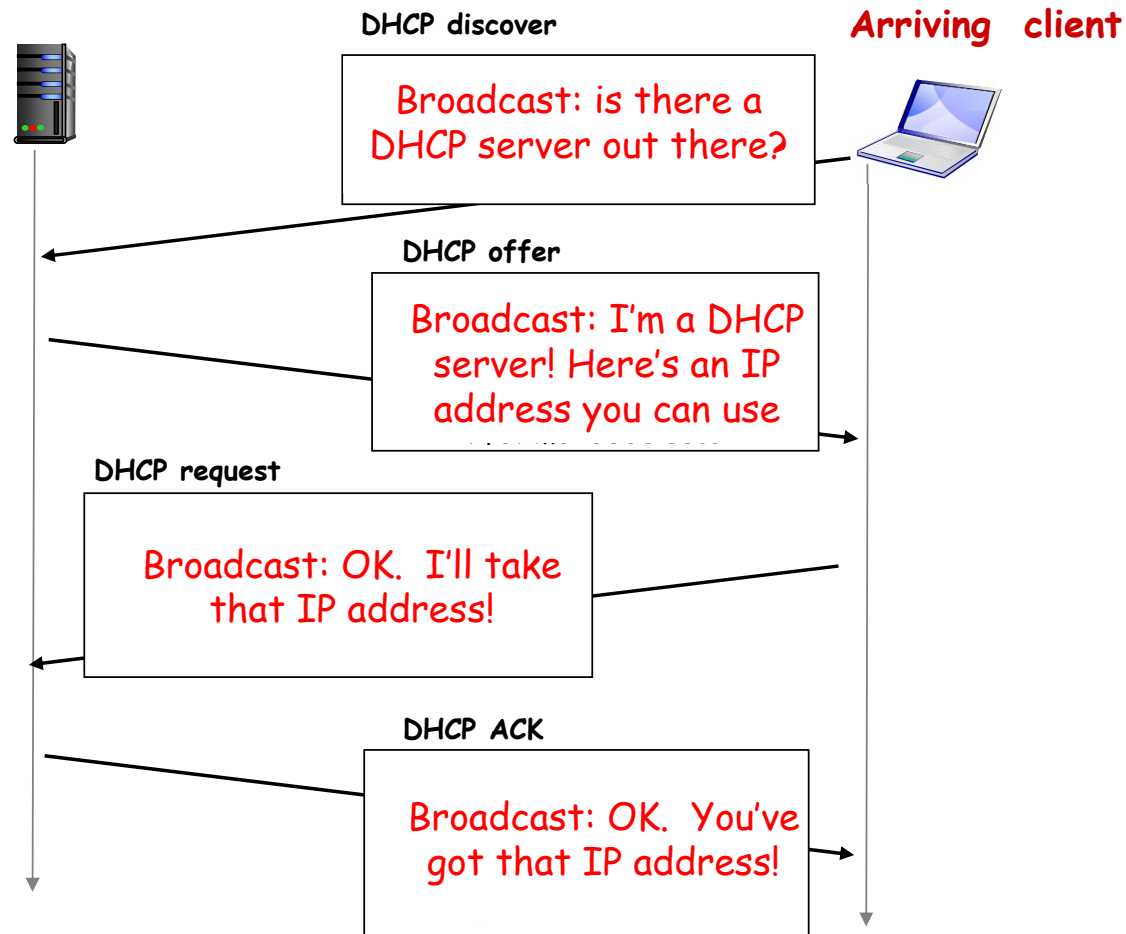 DHCP discover
Arriving client
Broadcast: is there a
DHCP server out there?
DHCP offer
Broadcast: I'm a DHCP
server! Here's an IP
address you can use
DHCP request
Broadcast: OK. I'll take
that IP address!
DHCP ACK
Broadcast: OK. You've
got that IP address!